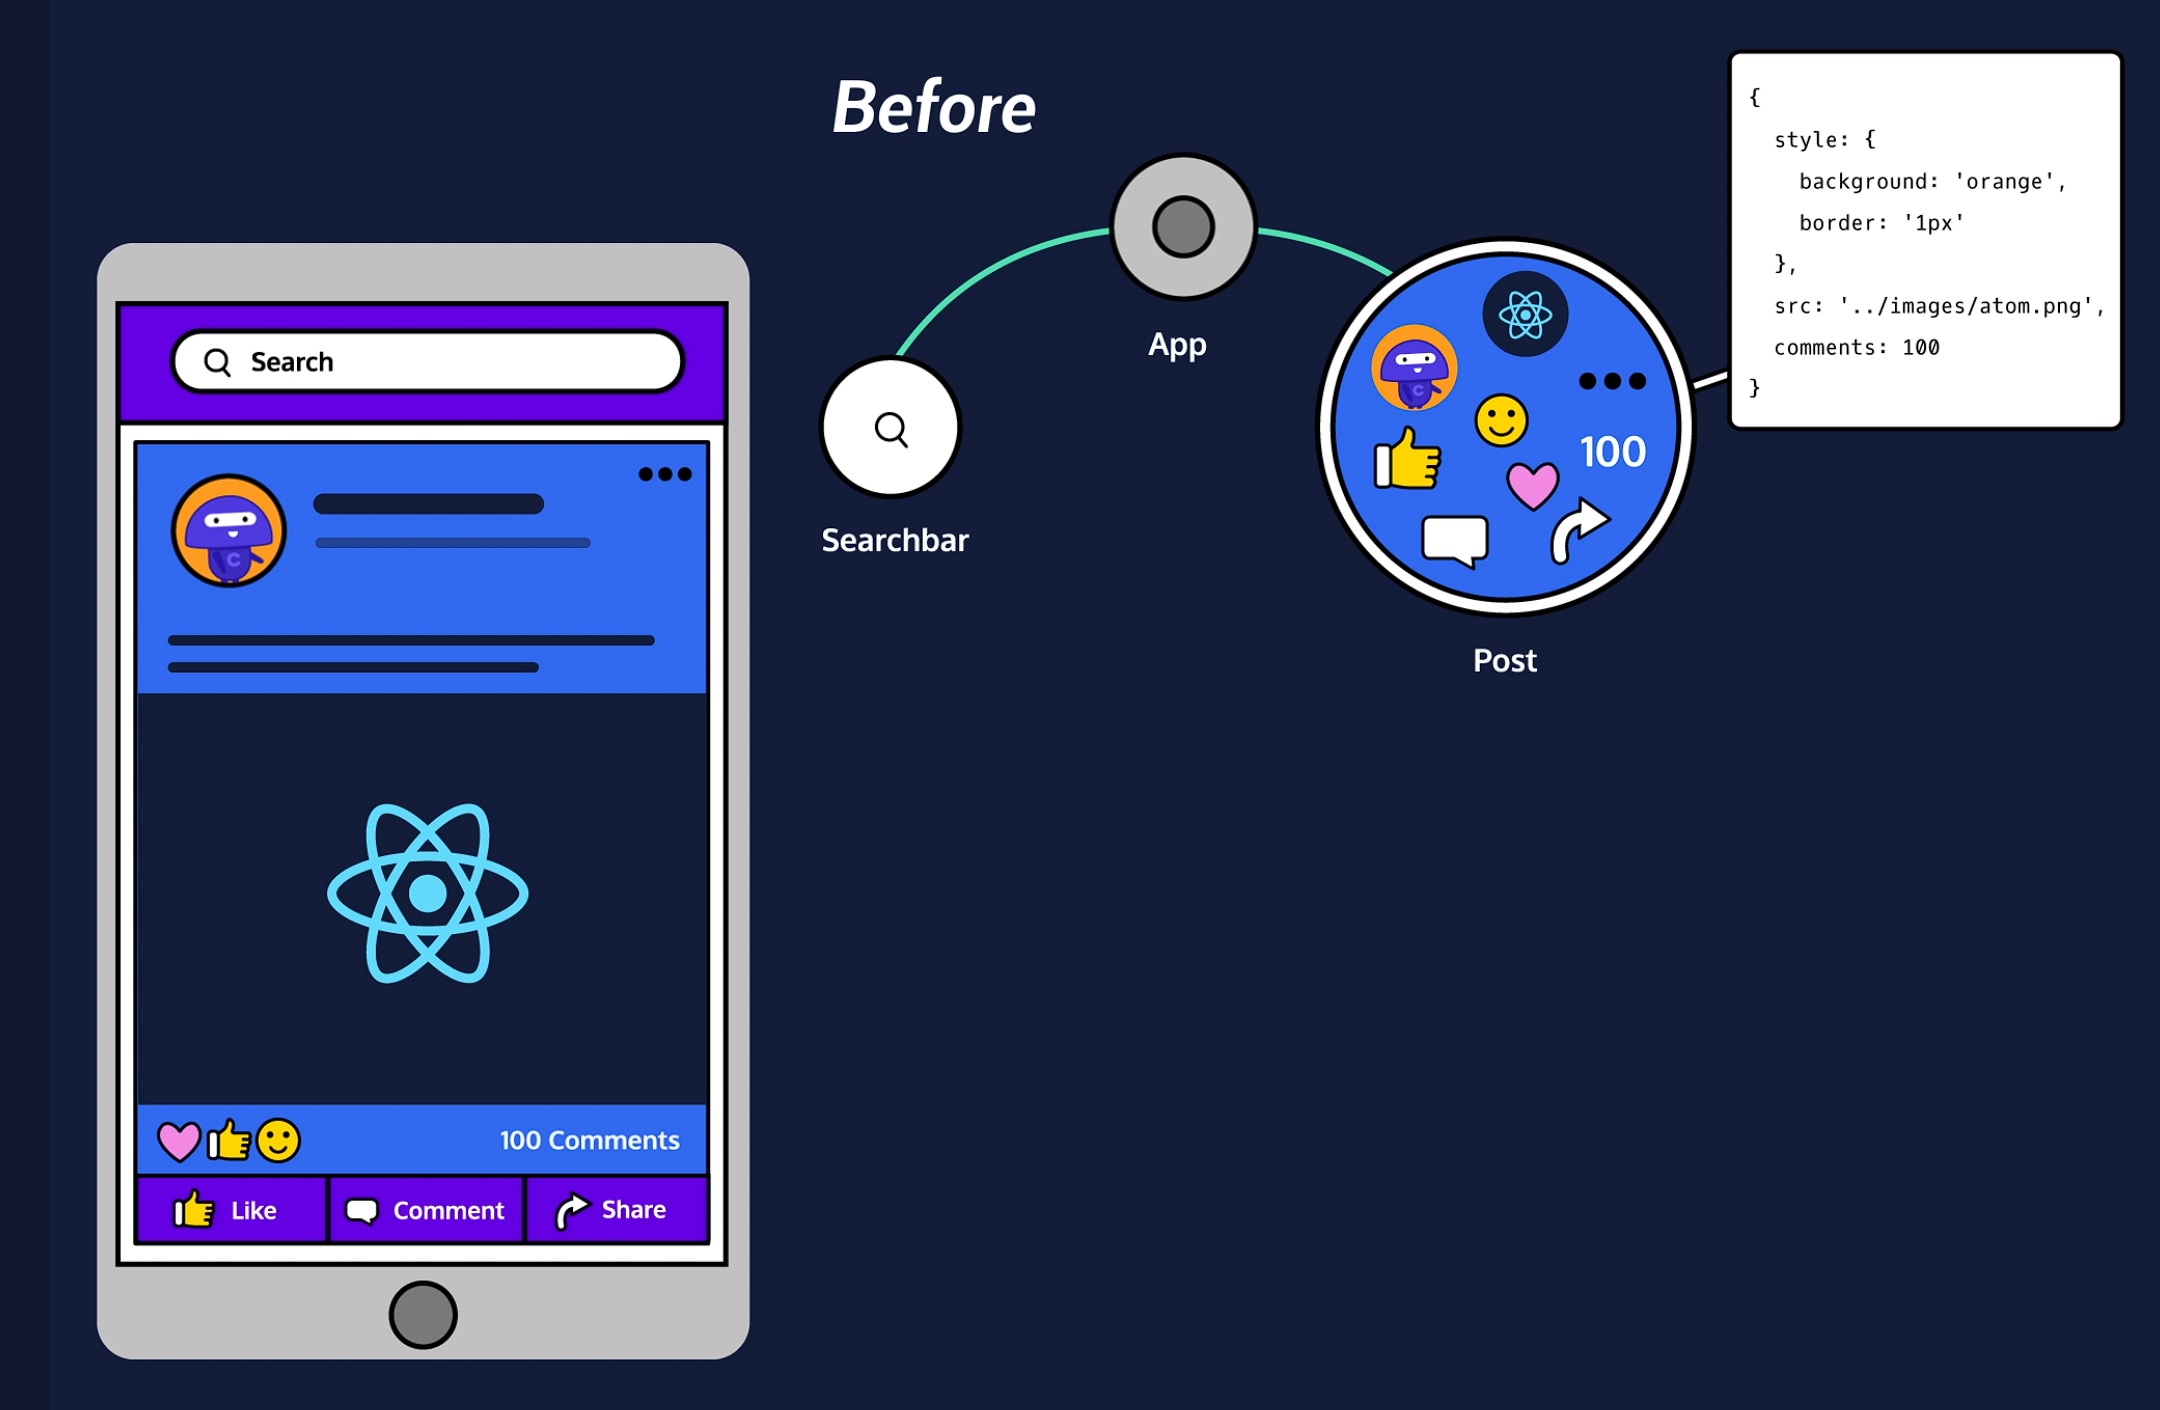 Before
{
style: {
background: 'orange',
border: '1px'
},
src: '../images/atom.png',
comments: 100
}
App
Search
100
Searchbar
Post
C
C
100 Comments
Like
Comment
Share